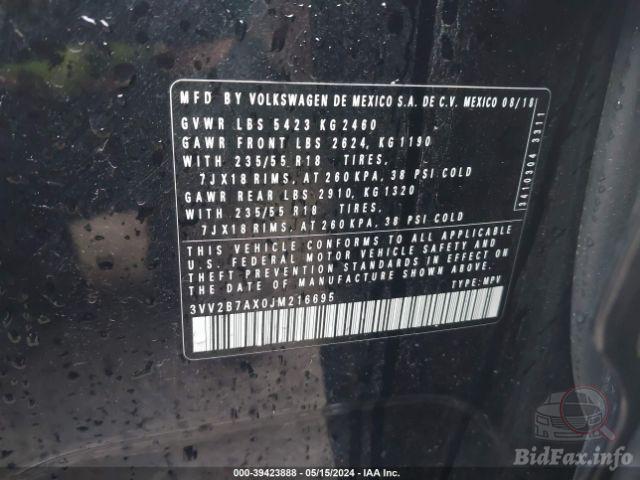 MFD BY VOLKSWAGEN DE MEXICO S.A. DE C.V. MEXICO 08/18
GVWR LBS 5423 KG 2460
GAWR FRONT LBS 2624, KG 1190
WITH 235/55 R18 TIRES,
7JX18 RIMS, AT 260 KPA, 38 PSI COLD
GAWR REAR LBS 2910, KG 1320
WITH 235/55 R18 TIRES,
7JX18 RIMS, AT 260 KPA, 38 PSI COLD
THIS VEHICLE CONFORMS TO ALL APPLICABLE
U.S. FEDERAL MOTOR VEHICLE SAFETY AND
THEFT PREVENTION STANDARDS IN EFFECT ON
THE DATE OF MANUFACTURE SHOWN ABOVE.
3VV2B7AX0JM216695 TYPE: MPV
3410304 3311
BidFax.info
000-39423888 - 05/15/2024 - IAA Inc.